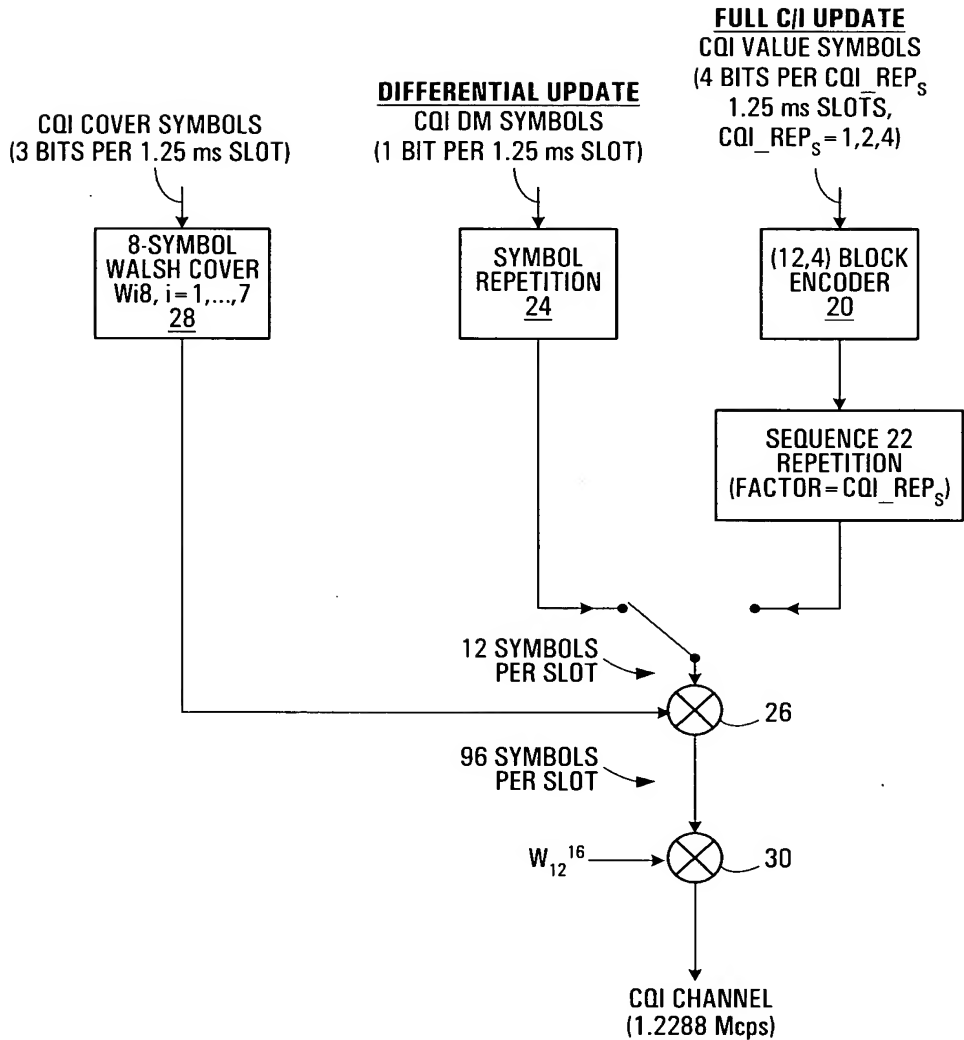 FULL C/I UPDATE
CQI VALUE SYMBOLS
(4 BITS PER CQI_REPS
1.25 ms SLOTS,
CQI_REPS=1,2,4)
DIFFERENTIAL UPDATE
CQI DM SYMBOLS
(1 BIT PER 1.25 ms SLOT)
CQI COVER SYMBOLS
(3 BITS PER 1.25 ms SLOT)
8-SYMBOL
WALSH COVER
Wi8, i=1,...,7
28
SYMBOL
REPETITION
24
(12,4) BLOCK
ENCODER
20
SEQUENCE 22
REPETITION
(FACTOR=CQI_REPS)
12 SYMBOLS
PER SLOT
26
96 SYMBOLS
PER SLOT
W12 16
30
CQI CHANNEL
(1.2288 Mcps)